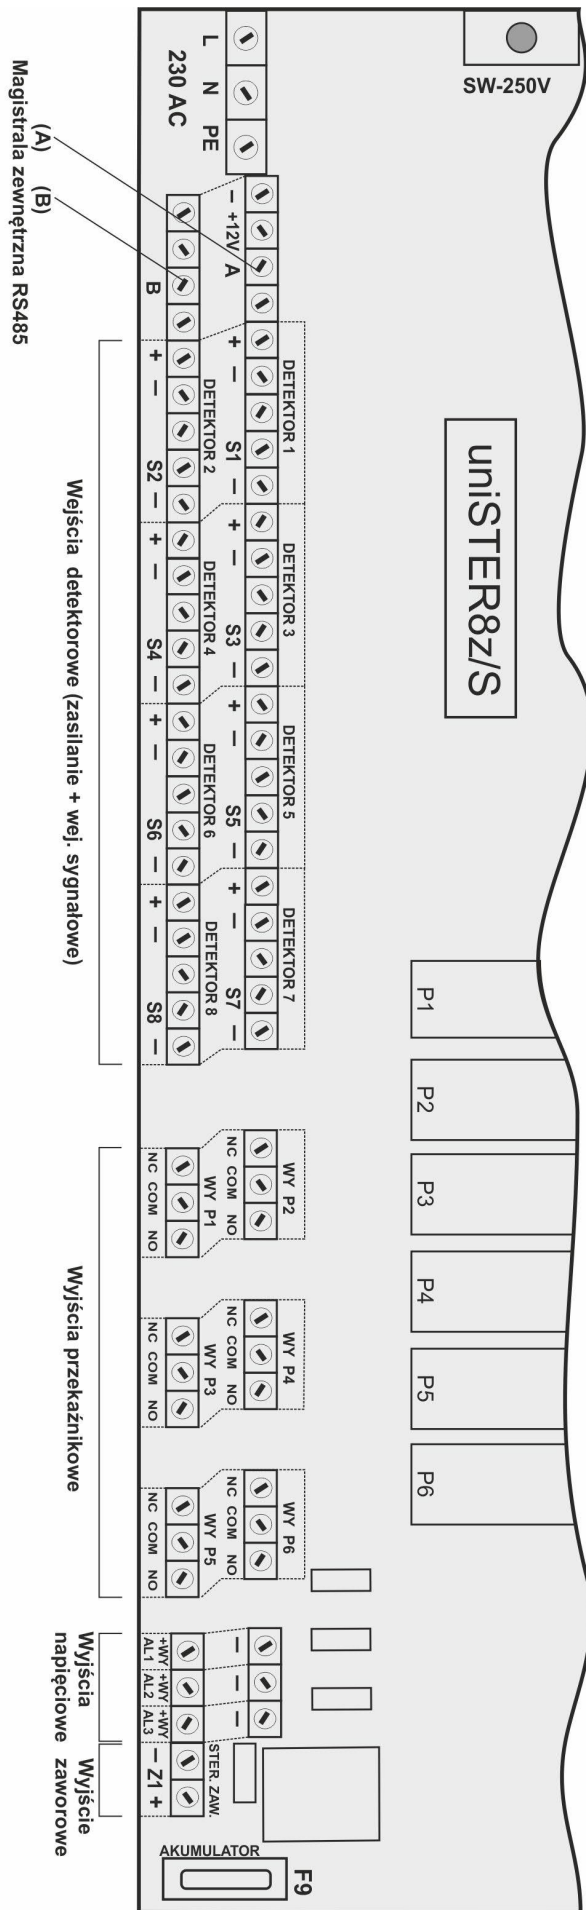 SW-250V
L N PE
230 AC
− +12V A
B
(A) (B)
Magistrala zewnętrzna RS485
uniSTER8z/S
DETEKTOR 1
+ − S1 −
DETEKTOR 3
+ − S3 −
DETEKTOR 5
+ − S5 −
DETEKTOR 7
+ − S7 −
DETEKTOR 2
+ − S2 −
DETEKTOR 4
+ − S4 −
DETEKTOR 6
+ − S6 −
DETEKTOR 8
+ − S8 −
Wejścia detektorowe (zasilanie + wej. sygnałowe)
P1
P2
P3
P4
P5
P6
WY P2
NC COM NO
WY P1
NC COM NO
WY P4
NC COM NO
WY P3
NC COM NO
WY P6
NC COM NO
WY P5
NC COM NO
Wyjścia przekaźnikowe
− − −
+WY +WY +WY
AL1 AL2 AL3
Wyjścia
napięciowe
STER. ZAW.
− Z1 +
Wyjście
zaworowe
AKUMULATOR
F9